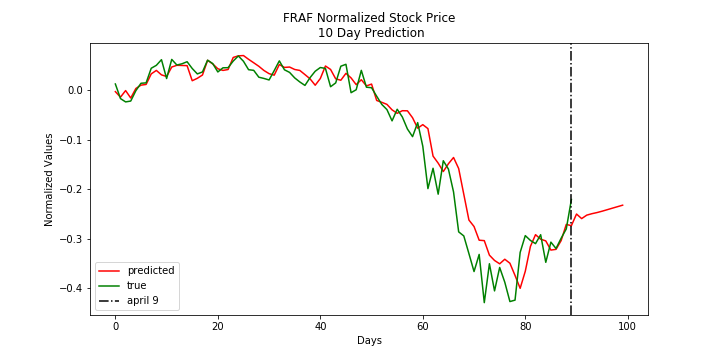 FRAF Normalized Stock Price
10 Day Prediction
Normalized Values
0.0
−0.1
−0.2
−0.3
−0.4
predicted
true
april 9
0 20 40 60 80 100
Days